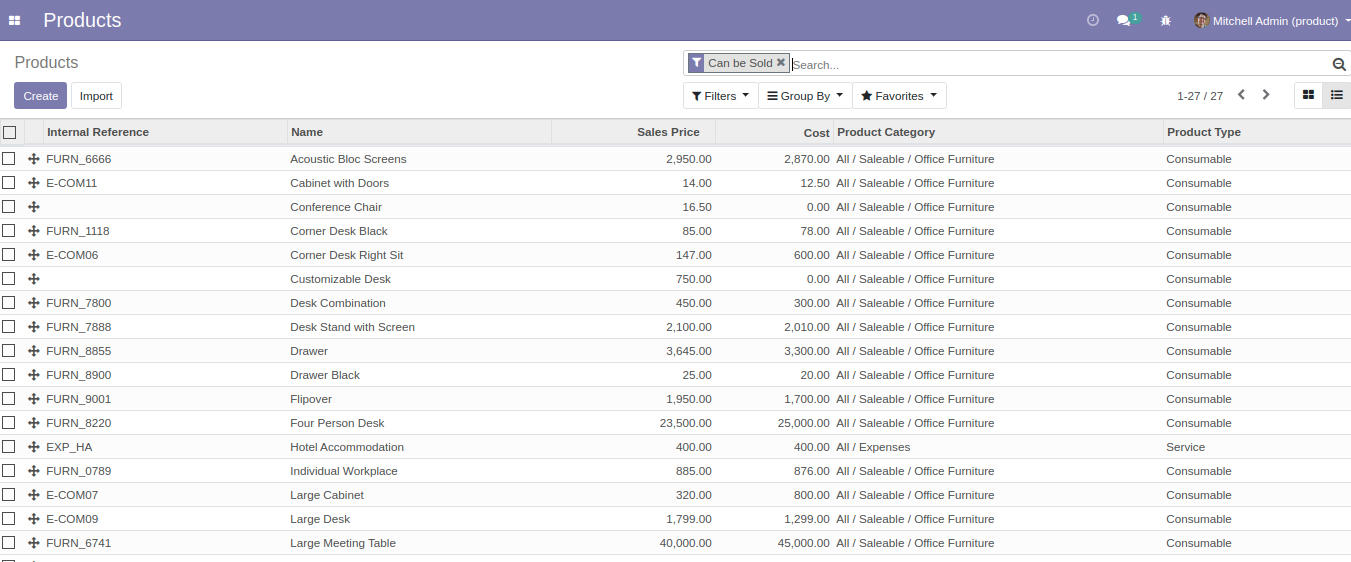 Products 1 Mitchell Admin (product)
Products Can be Sold Search...
Create Import Filters Group By Favorites 1-27 / 27
Internal Reference Name Sales Price Cost Product Category Product Type
FURN_6666 Acoustic Bloc Screens 2,950.00 2,870.00 All / Saleable / Office Furniture Consumable
E-COM11 Cabinet with Doors 14.00 12.50 All / Saleable / Office Furniture Consumable
Conference Chair 16.50 0.00 All / Saleable / Office Furniture Consumable
FURN_1118 Corner Desk Black 85.00 78.00 All / Saleable / Office Furniture Consumable
E-COM06 Corner Desk Right Sit 147.00 600.00 All / Saleable / Office Furniture Consumable
Customizable Desk 750.00 0.00 All / Saleable / Office Furniture Consumable
FURN_7800 Desk Combination 450.00 300.00 All / Saleable / Office Furniture Consumable
FURN_7888 Desk Stand with Screen 2,100.00 2,010.00 All / Saleable / Office Furniture Consumable
FURN_8855 Drawer 3,645.00 3,300.00 All / Saleable / Office Furniture Consumable
FURN_8900 Drawer Black 25.00 20.00 All / Saleable / Office Furniture Consumable
FURN_9001 Flipover 1,950.00 1,700.00 All / Saleable / Office Furniture Consumable
FURN_8220 Four Person Desk 23,500.00 25,000.00 All / Saleable / Office Furniture Consumable
EXP_HA Hotel Accommodation 400.00 400.00 All / Expenses Service
FURN_0789 Individual Workplace 885.00 876.00 All / Saleable / Office Furniture Consumable
E-COM07 Large Cabinet 320.00 800.00 All / Saleable / Office Furniture Consumable
E-COM09 Large Desk 1,799.00 1,299.00 All / Saleable / Office Furniture Consumable
FURN_6741 Large Meeting Table 40,000.00 45,000.00 All / Saleable / Office Furniture Consumable